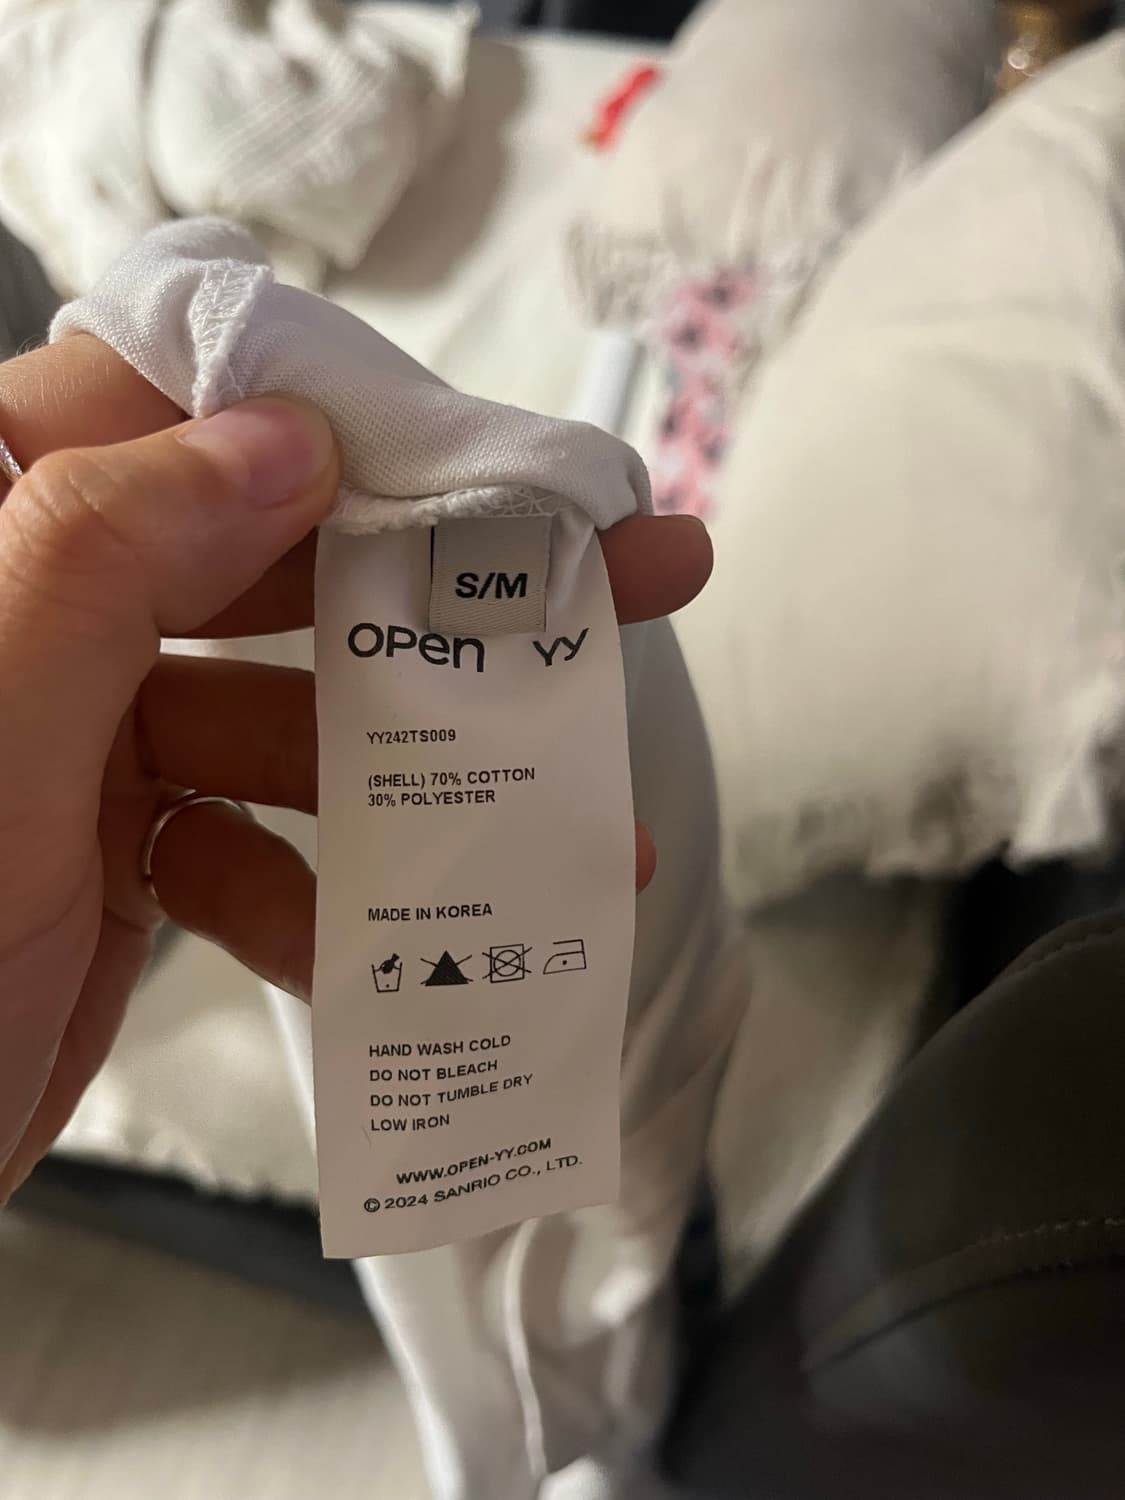 S/M
OPEN YY
YY242TS009
(SHELL) 70% COTTON
30% POLYESTER
MADE IN KOREA
HAND WASH COLD
DO NOT BLEACH
DO NOT TUMBLE DRY
LOW IRON
WWW.OPEN-YY.COM
© 2024 SANRIO CO., LTD.